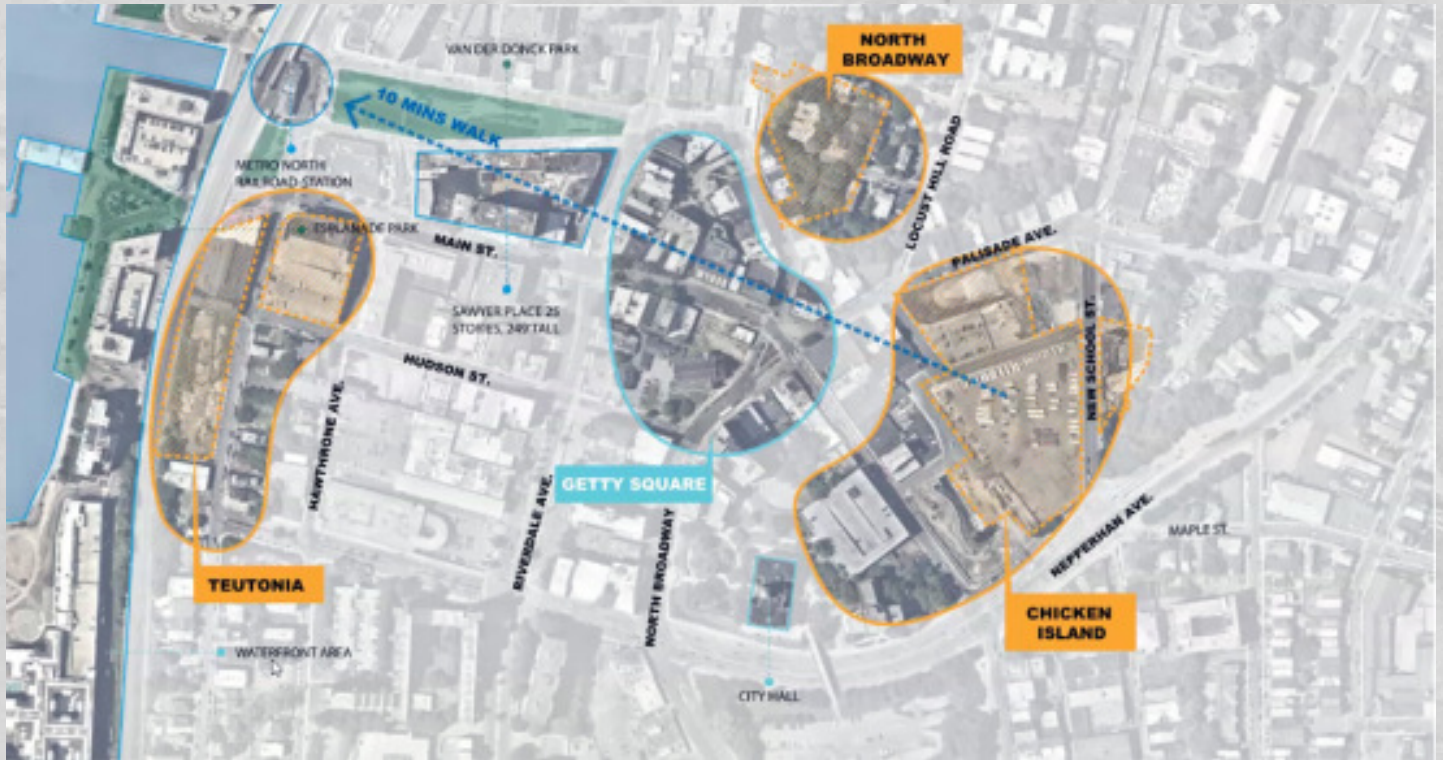 NORTH
BROADWAY
VAN DER DONCK PARK
10 MINS WALK
METRO NORTH
RAILROAD STATION
LOCUST HILL ROAD
ESPLANADE PARK
MAIN ST.
PALISADE AVE.
SAWYER PLACE 25
STORIES, 249' TALL
NEW SCHOOL ST.
HUDSON ST.
HAWTHRONE AVE.
GETTY SQUARE
RIVERDALE AVE.
NORTH BROADWAY
NEPPERHAN AVE.
MAPLE ST.
TEUTONIA
CHICKEN
ISLAND
WATERFRONT AREA
CITY HALL